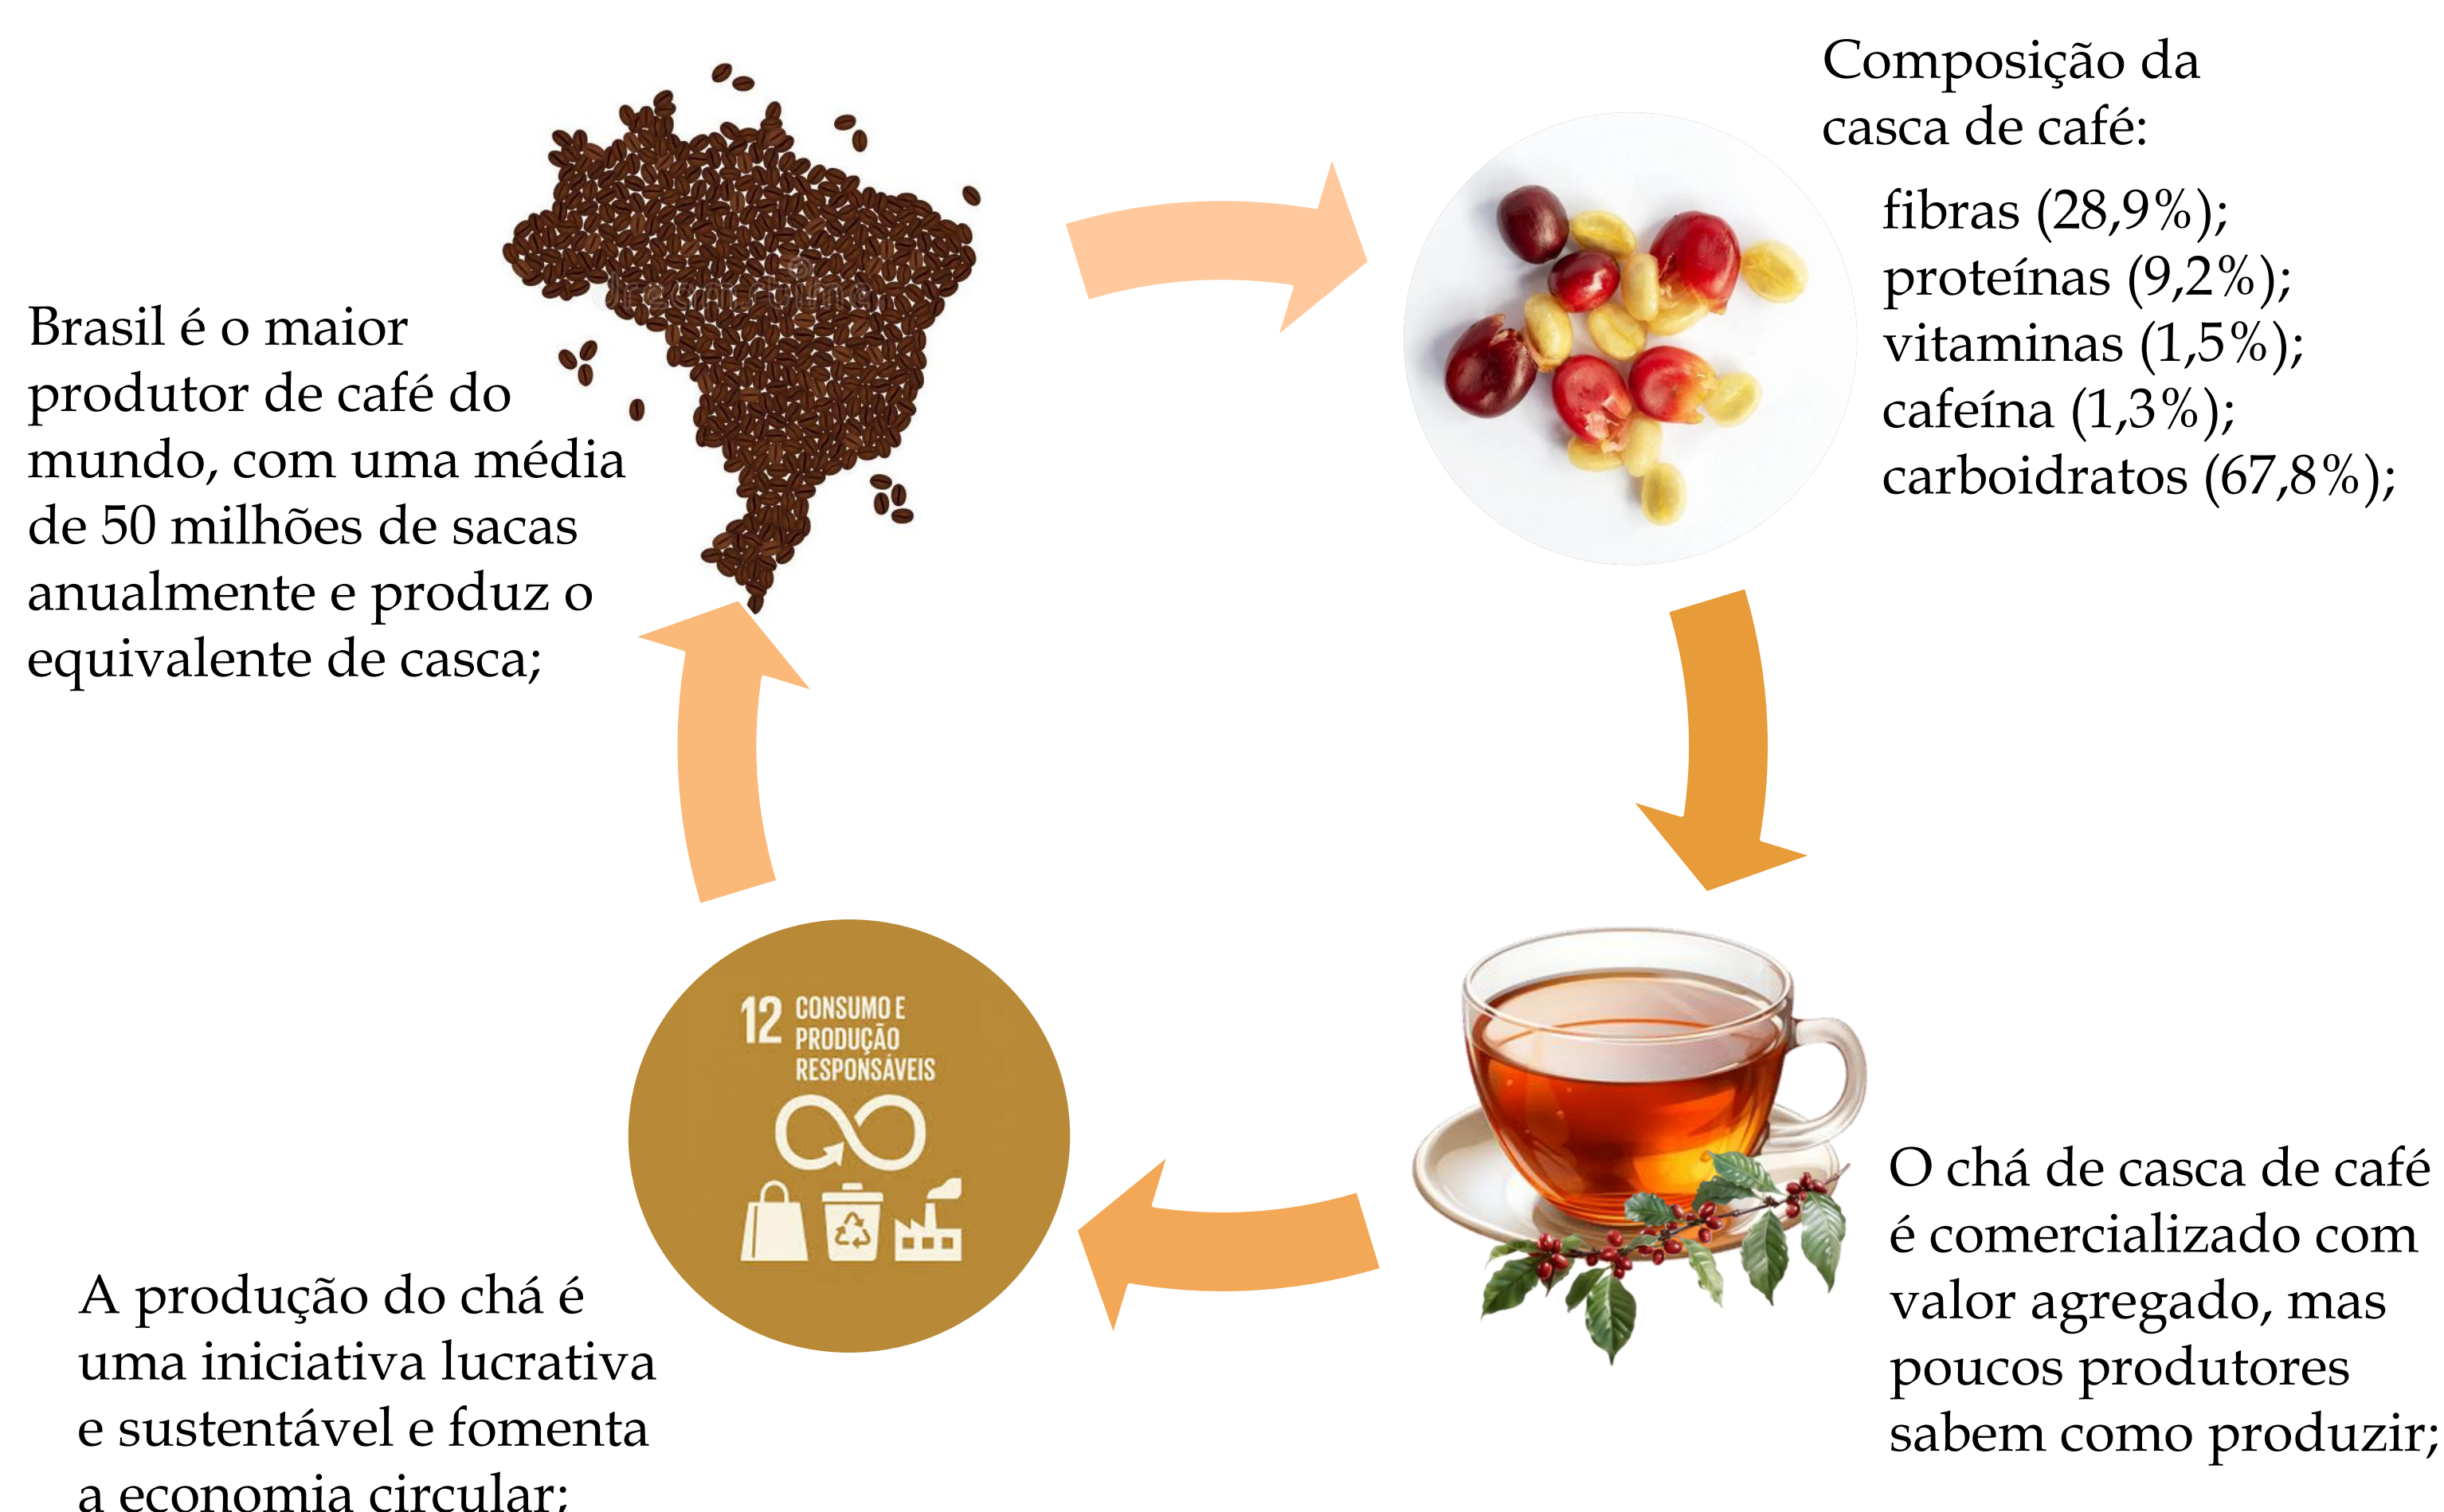 Composição da
casca de café:
fibras (28,9%);
proteínas (9,2%);
vitaminas (1,5%);
cafeína (1,3%);
carboidratos (67,8%);
Brasil é o maior
produtor de café do
mundo, com uma média
de 50 milhões de sacas
anualmente e produz o
equivalente de casca;
12 CONSUMO E
PRODUÇÃO
RESPONSÁVEIS
O chá de casca de café
é comercializado com
valor agregado, mas
poucos produtores
sabem como produzir;
A produção do chá é
uma iniciativa lucrativa
e sustentável e fomenta
a economia circular;